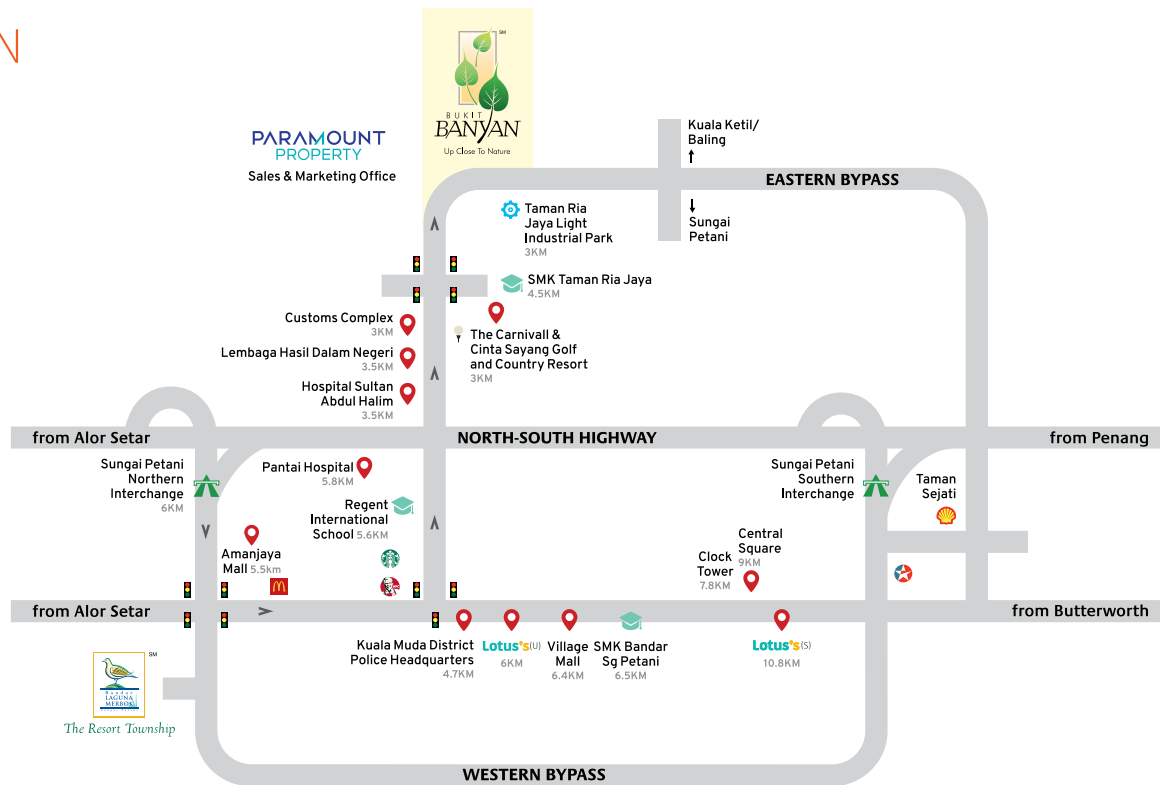 N
SM
BUKIT
BANYAN
Up Close To Nature
PARAMOUNT
PROPERTY
Sales & Marketing Office
Kuala Ketil/
Baling
EASTERN BYPASS
Sungai
Petani
Taman Ria
Jaya Light
Industrial Park
3KM
SMK Taman Ria Jaya
4.5KM
Customs Complex
3KM
Lembaga Hasil Dalam Negeri
3.5KM
Hospital Sultan
Abdul Halim
3.5KM
The Carnivall &
Cinta Sayang Golf
and Country Resort
3KM
from Alor Setar
NORTH-SOUTH HIGHWAY
from Penang
Sungai Petani
Northern
Interchange
6KM
Pantai Hospital
5.8KM
Regent
International
School 5.6KM
Amanjaya
Mall 5.5km
KFC
Sungai Petani
Southern
Interchange
Taman
Sejati
Central
Square
9KM
Clock
Tower
7.8KM
from Alor Setar
from Butterworth
Kuala Muda District
Police Headquarters
4.7KM
Lotus's(U)
6KM
Village
Mall
6.4KM
SMK Bandar
Sg Petani
6.5KM
Lotus's(S)
10.8KM
SM
Bandar
LAGUNA
MERBOK
The Resort Township
WESTERN BYPASS